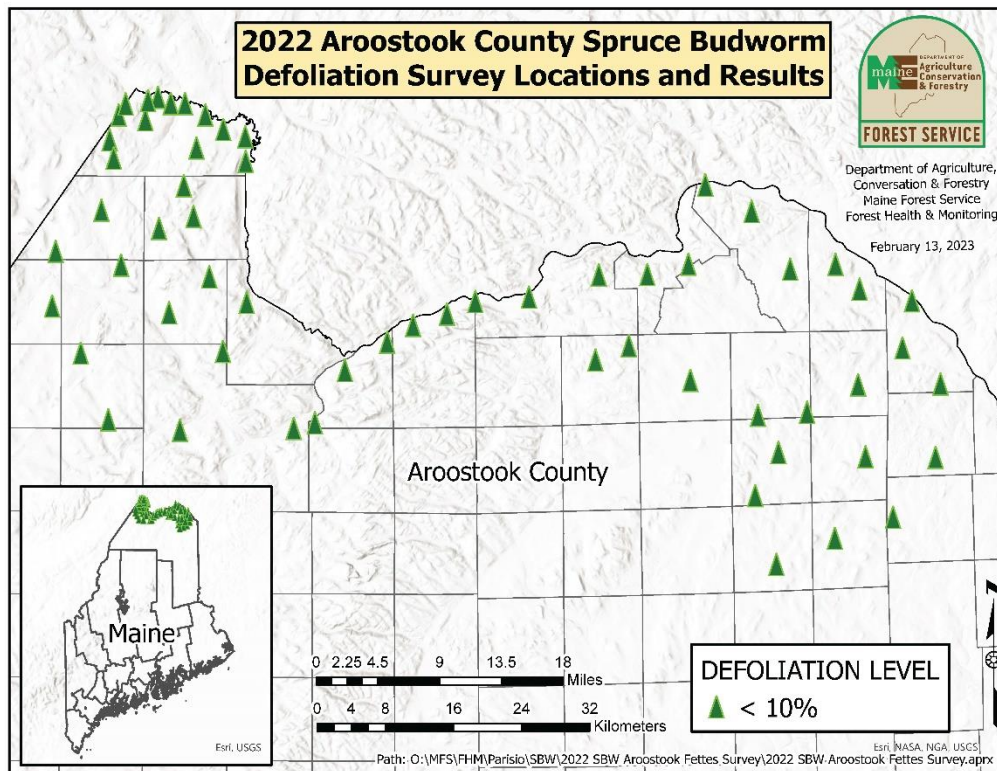 2022 Aroostook County Spruce Budworm
Defoliation Survey Locations and Results
maine
DEPARTMENT OF
Agriculture
Conservation
& Forestry
FOREST SERVICE
Department of Agriculture,
Conversation & Forestry
Maine Forest Service
Forest Health & Monitoring
February 13, 2023
Aroostook County
Maine
Esri, USGS
0 2.25 4.5 9 13.5 18
Miles
0 4 8 16 24 32
Kilometers
DEFOLIATION LEVEL
< 10%
Esri, NASA, NGA, USGS
Path: O:\MFS\FHM\Parisio\SBW\2022 SBW Aroostook Fettes Survey\2022 SBW Aroostook Fettes Survey.aprx